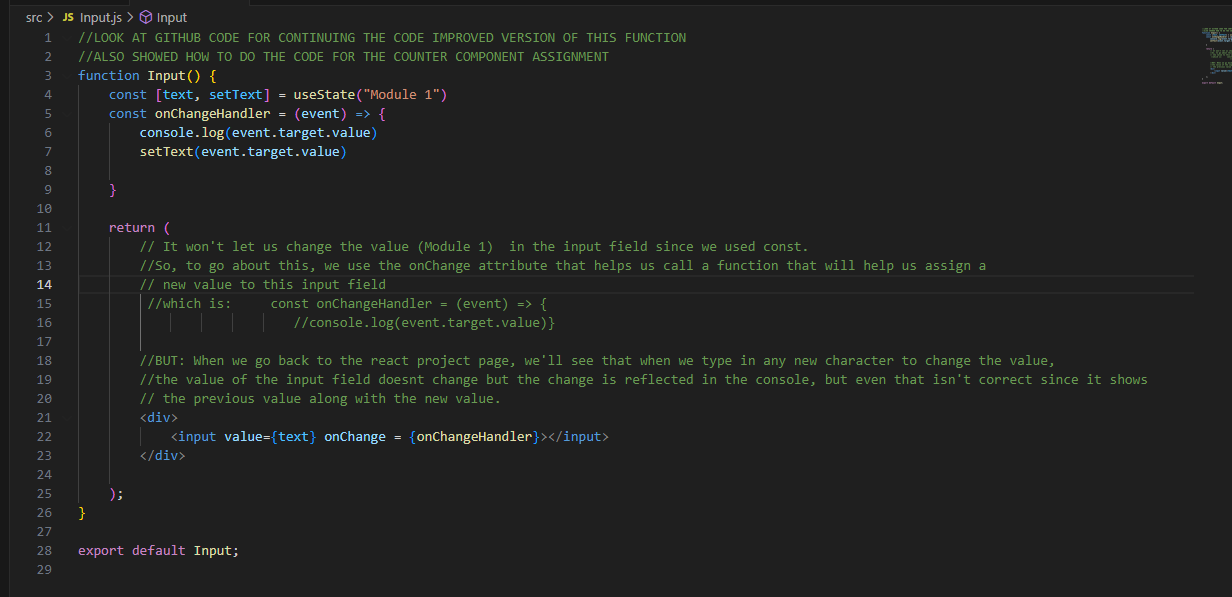 src > JS Input.js > Input
1 //LOOK AT GITHUB CODE FOR CONTINUING THE CODE IMPROVED VERSION OF THIS FUNCTION
2 //ALSO SHOWED HOW TO DO THE CODE FOR THE COUNTER COMPONENT ASSIGNMENT
3 function Input() {
4     const [text, setText] = useState("Module 1")
5     const onChangeHandler = (event) => {
6         console.log(event.target.value)
7         setText(event.target.value)
8
9     }
10
11     return (
12         // It won't let us change the value (Module 1)  in the input field since we used const.
13         //So, to go about this, we use the onChange attribute that helps us call a function that will help us assign a
14         // new value to this input field
15          //which is:     const onChangeHandler = (event) => {
16                             //console.log(event.target.value)}
17
18         //BUT: When we go back to the react project page, we'll see that when we type in any new character to change the value,
19         //the value of the input field doesnt change but the change is reflected in the console, but even that isn't correct since it shows
20         // the previous value along with the new value.
21         <div>
22             <input value={text} onChange = {onChangeHandler}></input>
23         </div>
24
25     );
26 }
27
28 export default Input;
29